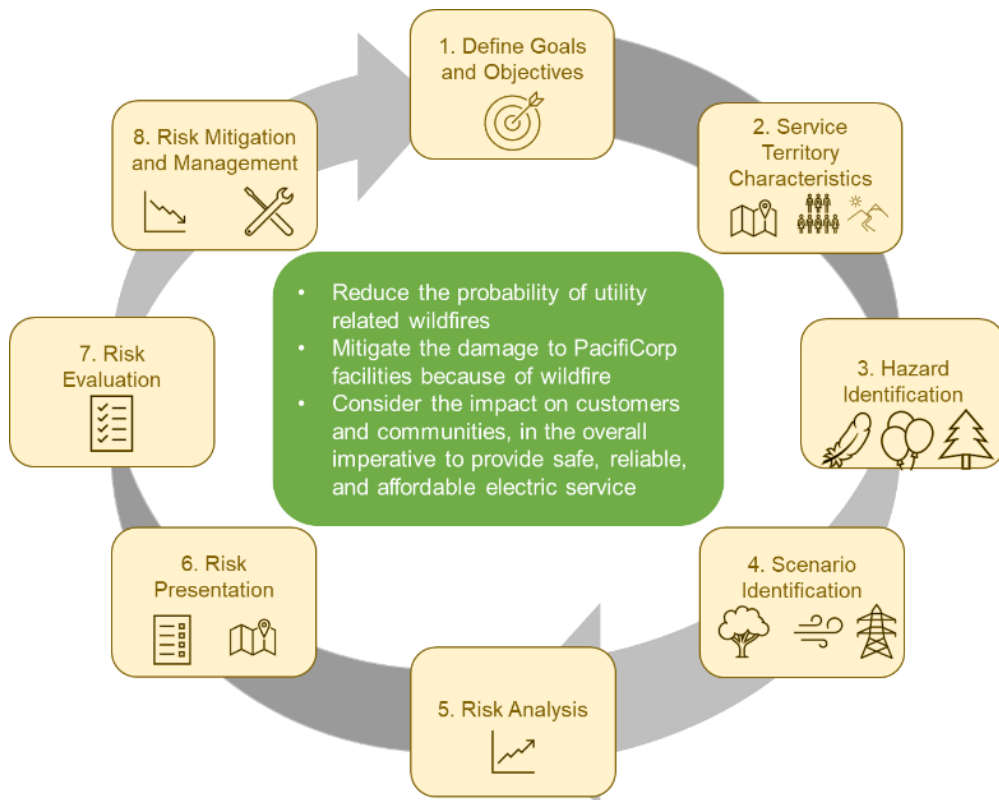 1. Define Goals
and Objectives
2. Service
Territory
Characteristics
3. Hazard
Identification
4. Scenario
Identification
5. Risk Analysis
6. Risk
Presentation
7. Risk
Evaluation
8. Risk Mitigation
and Management
• Reduce the probability of utility
related wildfires
• Mitigate the damage to PacifiCorp
facilities because of wildfire
• Consider the impact on customers
and communities, in the overall
imperative to provide safe, reliable,
and affordable electric service